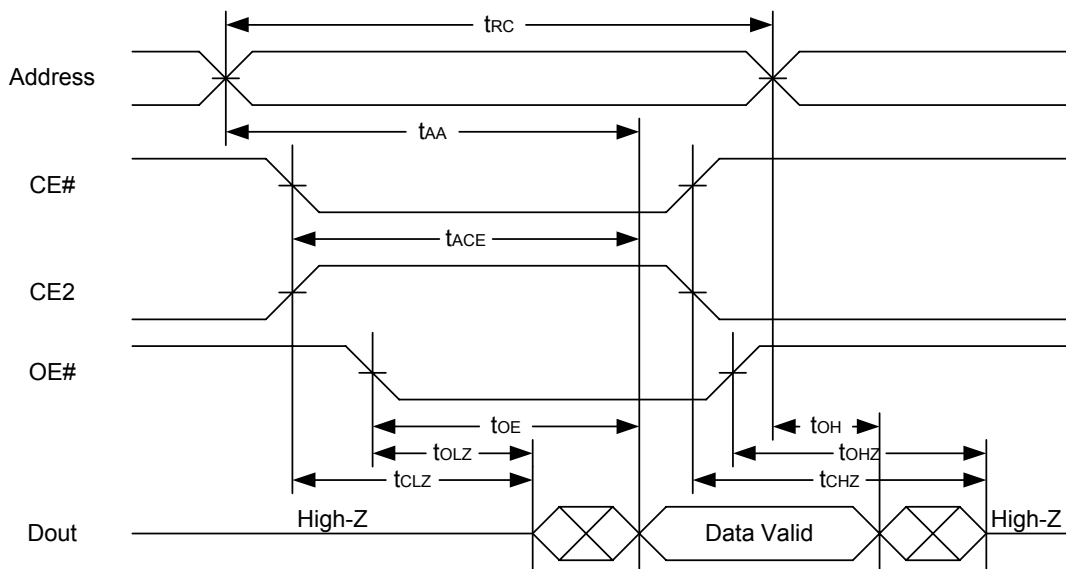 tRC
Address
tAA
CE#
tACE
CE2
OE#
tOE
tOH
tOLZ
tOHZ
tCLZ
tCHZ
High-Z
Data Valid
High-Z
Dout